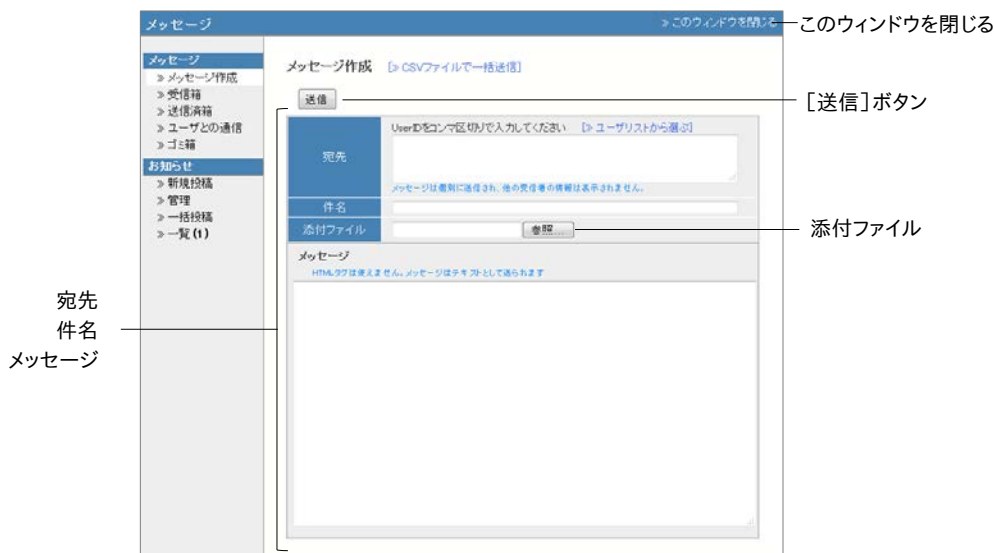 メッセージ
» このウィンドウを閉じる
このウィンドウを閉じる
メッセージ
» メッセージ作成
» 受信箱
» 送信済箱
» ユーザとの通信
» ゴミ箱
お知らせ
» 新規投稿
» 管理
» 一括投稿
» 一覧 (1)
メッセージ作成 [» CSVファイルで一括送信]
送信
［送信］ボタン
宛先
UserIDをコンマ区切りで入力してください [» ユーザリストから選ぶ]
メッセージは個別に送信され、他の受信者の情報は表示されません。
件名
添付ファイル
参照...
添付ファイル
メッセージ
HTMLタグは使えません。メッセージはテキストとして送られます
宛先
件名
メッセージ